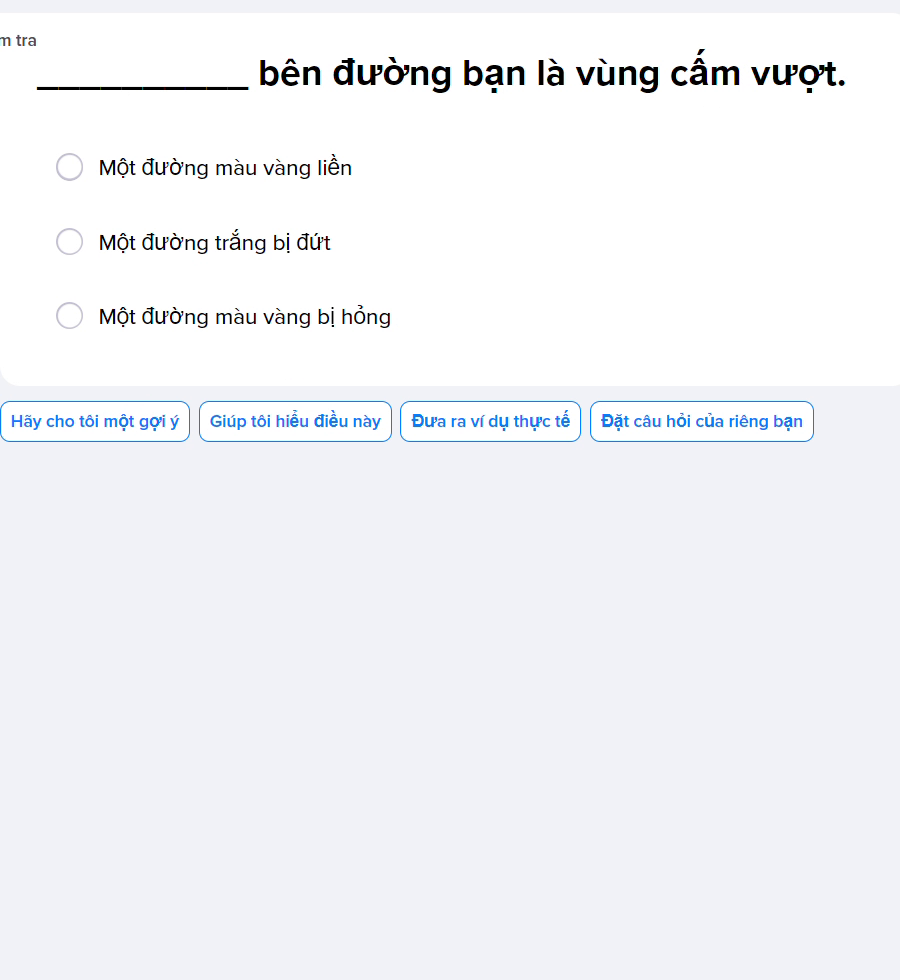 m tra
__________ bên đường bạn là vùng cấm vượt.
Một đường màu vàng liền
Một đường trắng bị đứt
Một đường màu vàng bị hỏng
Hãy cho tôi một gợi ý Giúp tôi hiểu điều này Đưa ra ví dụ thực tế Đặt câu hỏi của riêng bạn